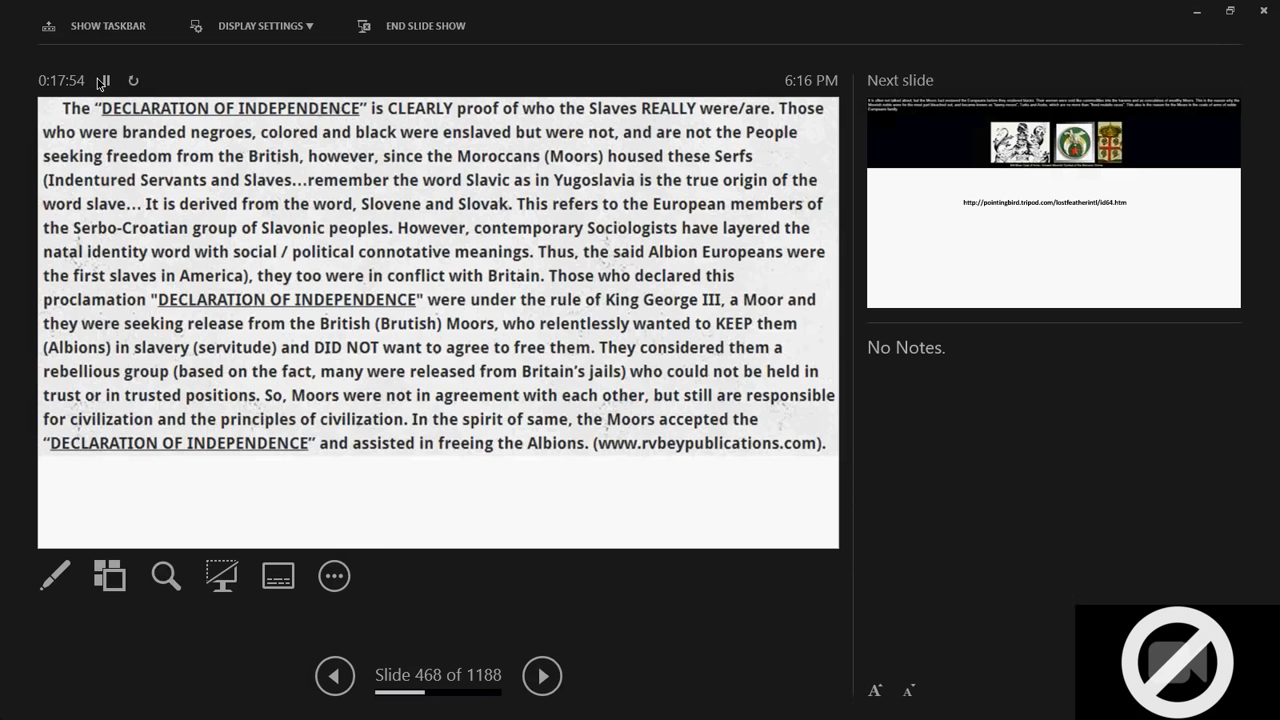 SHOW TASKBAR DISPLAY SETTINGS ▼ END SLIDE SHOW
0:17:54 6:16 PM
The “DECLARATION OF INDEPENDENCE” is CLEARLY proof of who the Slaves REALLY were/are. Those
who were branded negroes, colored and black were enslaved but were not, and are not the People
seeking freedom from the British, however, since the Moroccans (Moors) housed these Serfs
(Indentured Servants and Slaves...remember the word Slavic as in Yugoslavia is the true origin of the
word slave... It is derived from the word, Slovene and Slovak. This refers to the European members of
the Serbo-Croatian group of Slavonic peoples. However, contemporary Sociologists have layered the
natal identity word with social / political connotative meanings. Thus, the said Albion Europeans were
the first slaves in America), they too were in conflict with Britain. Those who declared this
proclamation "DECLARATION OF INDEPENDENCE" were under the rule of King George III, a Moor and
they were seeking release from the British (Brutish) Moors, who relentlessly wanted to KEEP them
(Albions) in slavery (servitude) and DID NOT want to agree to free them. They considered them a
rebellious group (based on the fact, many were released from Britain’s jails) who could not be held in
trust or in trusted positions. So, Moors were not in agreement with each other, but still are responsible
for civilization and the principles of civilization. In the spirit of same, the Moors accepted the
“DECLARATION OF INDEPENDENCE” and assisted in freeing the Albions. (www.rvbeypublications.com).
Slide 468 of 1188
Next slide
http://pointingbird.tripod.com/lostfeatherintl/id64.htm
No Notes.
A A